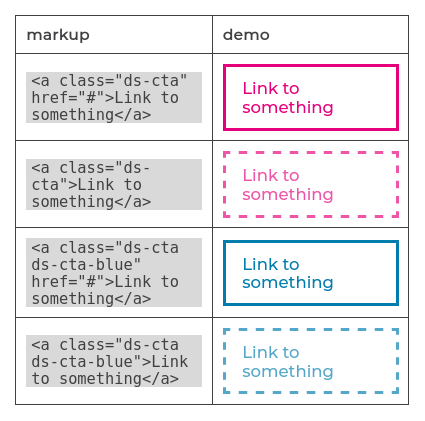 markup demo
<a class="ds-cta"
href="#">Link to
something</a>
Link to
something
<a class="ds-
cta">Link to
something</a>
Link to
something
<a class="ds-cta
ds-cta-blue"
href="#">Link to
something</a>
Link to
something
<a class="ds-cta
ds-cta-blue">Link
to something</a>
Link to
something